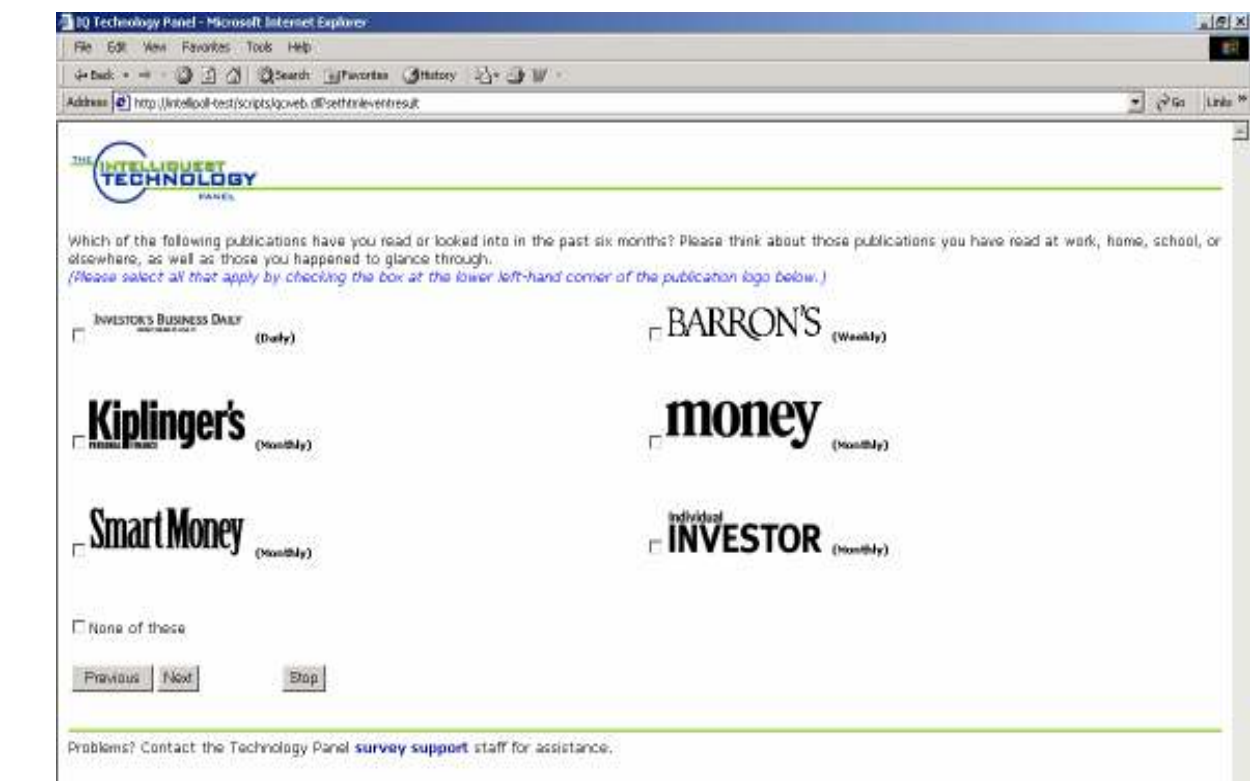 IQ Technology Panel - Microsoft Internet Explorer
File Edit View Favorites Tools Help
Back Search Favorites History
Address http://intellipoll-test/scripts/qcweb.dll?sethtmleventresult Go Links »
THE INTELLIQUEST
TECHNOLOGY
PANEL
Which of the following publications have you read or looked into in the past six months? Please think about those publications you have read at work, home, school, or
elsewhere, as well as those you happened to glance through.
(Please select all that apply by checking the box at the lower left-hand corner of the publication logo below.)
INVESTOR'S BUSINESS DAILY (Daily) BARRON'S (Weekly)
Kiplinger's (Monthly) money (Monthly)
PERSONAL FINANCE
SmartMoney (Monthly) Individual INVESTOR (Monthly)
None of these
Previous Next Stop
Problems? Contact the Technology Panel survey support staff for assistance.